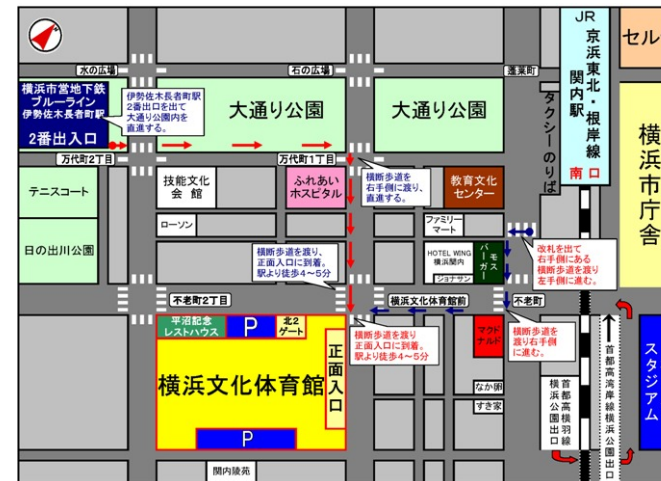 JR
京浜東北・根岸線
関内駅
南口
セル
水の広場
石の広場
蓬莱町
横浜市営地下鉄
ブルーライン
伊勢佐木長者町駅
2番出入口
伊勢佐木長者町駅
2番出口を出て
大通り公園内を
直進する。
大通り公園
大通り公園
タクシーのりば
横浜市庁舎
万代町2丁目
万代町1丁目
横断歩道を
右手側に渡り、
直進する。
テニスコート
技能文化
会館
ふれあい
ホスピタル
教育文化
センター
ローソン
ファミリー
マート
日の出川公園
横断歩道を渡り、
正面入口に到着。
駅より徒歩4～5分
HOTEL WING
横浜関内
ジョナサン
モス
バーガー
改札を出て
右手側にある
横断歩道を渡り
左手側に進む。
不老町2丁目
横浜文化体育館前
不老町
平沼記念
レストハウス
P
北2
ゲート
正面入口
横浜文化体育館
P
横断歩道を渡り
正面入口に到着。
駅より徒歩4～5分
マクド
ナルド
横断歩道を
渡り右手側
に進む。
なか卯
すき家
首都高横羽線
横浜公園出口
首都高湾岸線横浜公園出口
スタジアム
関内陵苑